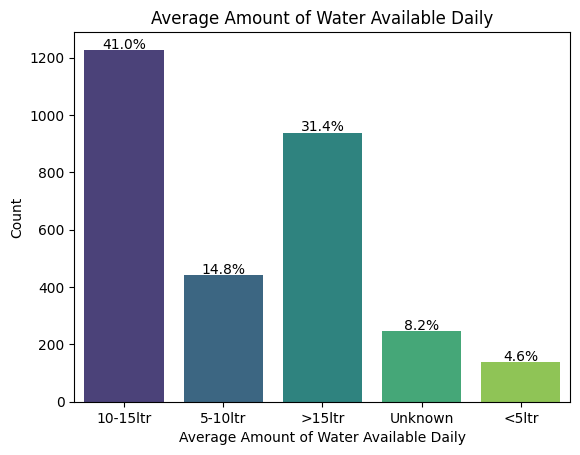 Average Amount of Water Available Daily
Count
1200
1000
800
600
400
200
0
41.0%
14.8%
31.4%
8.2%
4.6%
10-15ltr
5-10ltr
>15ltr
Unknown
<5ltr
Average Amount of Water Available Daily